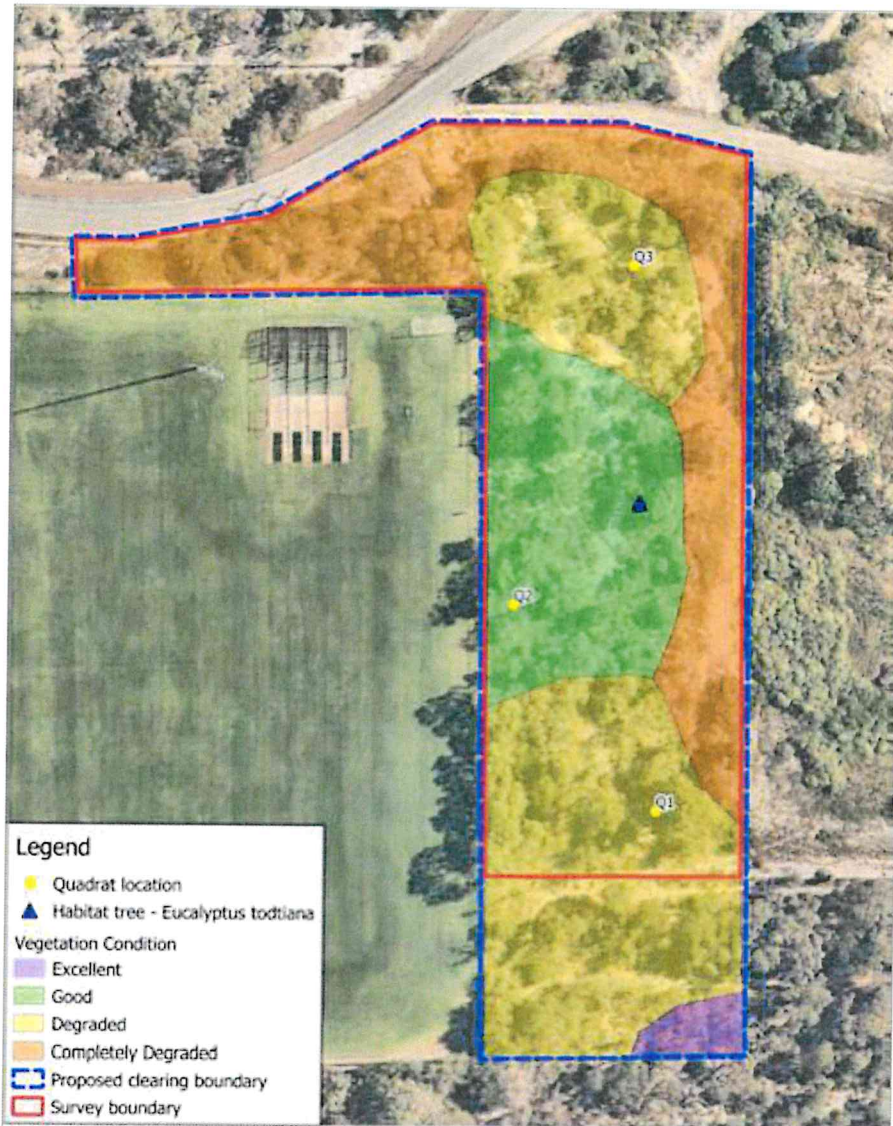 Q3
Q2
Q1
Legend
Quadrat location
Habitat tree - Eucalyptus todtiana
Vegetation Condition
Excellent
Good
Degraded
Completely Degraded
Proposed clearing boundary
Survey boundary